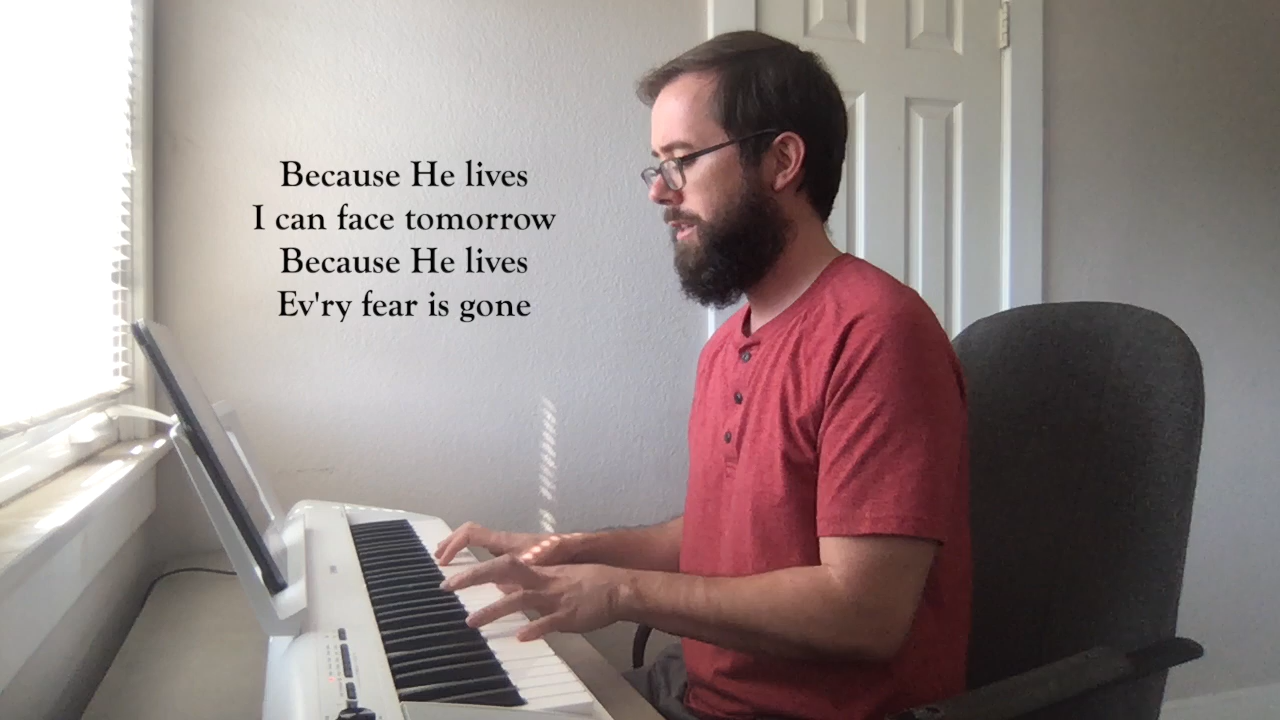 Because He lives
I can face tomorrow
Because He lives
Ev'ry fear is gone